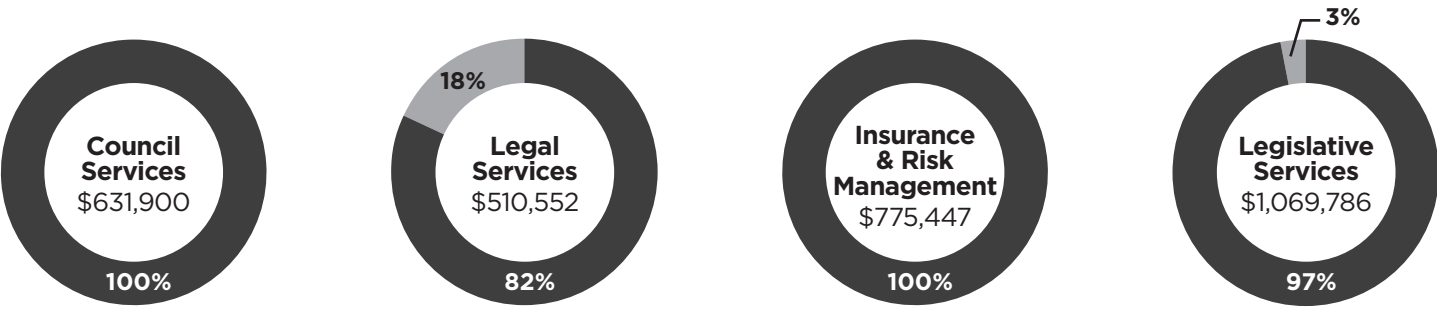 Council
Services
$631,900
100%
18%
Legal
Services
$510,552
82%
Insurance
& Risk
Management
$775,447
100%
3%
Legislative
Services
$1,069,786
97%